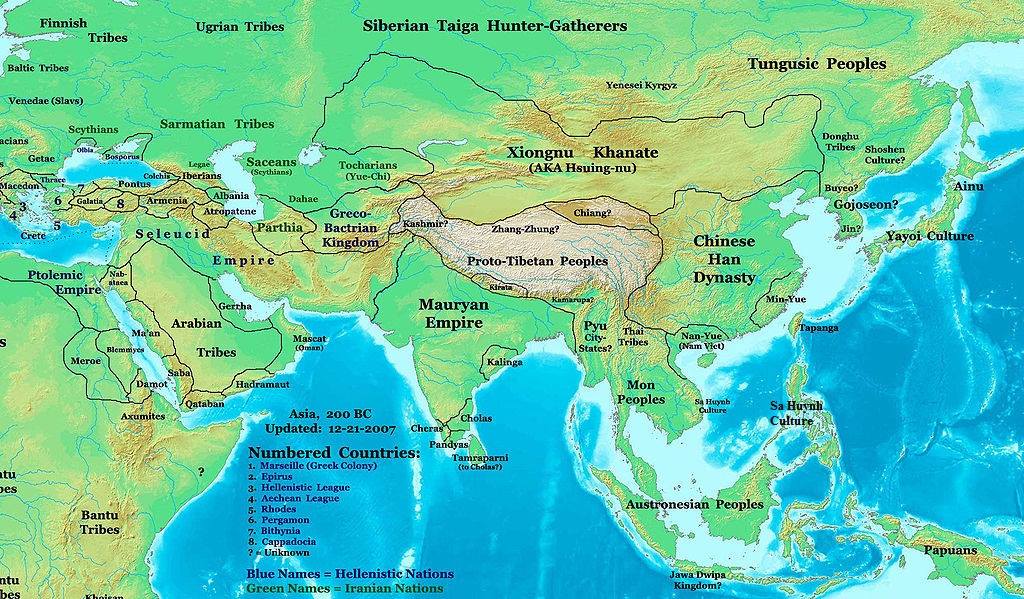 Finnish
Tribes
Ugrian Tribes
Siberian Taiga Hunter-Gatherers
Tungusic Peoples
Baltic Tribes
Yenesei Kyrgyz
Venedae (Slavs)
Scythians
Sarmatian Tribes
acians
Olbia
Getae
Bosporus
Legae
Saceans
(Scythians)
Tocharians
(Yue-Chi)
Xiongnu Khanate
(AKA Hsuing-nu)
Donghu
Tribes
Shoshen
Culture?
Colchis
Iberians
Thrace
Macedon
7
Pontus
6
Galatia
8
Armenia
Albania
Atropatene
Dahae
Buyeo?
Ainu
3
4
5
Crete
Parthia
Greco-
Bactrian
Kingdom
Kashmir?
Chiang?
Zhang-Zhung?
Gojoseon?
Jin?
Yayoi Culture
Seleucid
Empire
Proto-Tibetan Peoples
Chinese
Han
Dynasty
Ptolemic
Empire
Nab-
ataea
Kirata
Kamarupa?
Gerrha
Mauryan
Empire
Min-Yue
Ma'an
Arabian
Tribes
Mascat
(Oman)
Pyu
City-
States?
Thai
Tribes
Nan-Yue
(Nam Viet)
Tapanga
Meroe
Blemmyes
Saba
Kalinga
Damot
Hadramaut
Qataban
Mon
Peoples
Axumites
Sa Huynh
Culture
Sa Huynh
Culture
Asia, 200 BC
Updated: 12-21-2007
Cholas
Cheras
Pandyas
Tamraparni
(to Cholas?)
Numbered Countries:
1. Marseille (Greek Colony)
2. Epirus
3. Hellenistic League
4. Aechean League
5. Rhodes
6. Pergamon
7. Bithynia
8. Cappadocia
? = Unknown
?
s
ntu
bes
Bantu
Tribes
Austronesian Peoples
Papuans
Jawa Dwipa
Kingdom?
Blue Names = Hellenistic Nations
Green Names = Iranian Nations
ntu
bes
Khoisan